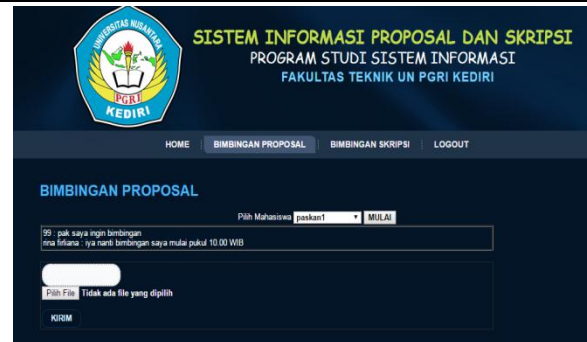 UNIVERSITAS NUSANTARA
PGRI
KEDIRI
SISTEM INFORMASI PROPOSAL DAN SKRIPSI
PROGRAM STUDI SISTEM INFORMASI
FAKULTAS TEKNIK UN PGRI KEDIRI
HOME BIMBINGAN PROPOSAL BIMBINGAN SKRIPSI LOGOUT
BIMBINGAN PROPOSAL
Pilih Mahasiswa paskan1 MULAI
99 : pak saya ingin bimbingan
rina firliana : iya nanti bimbingan saya mulai pukul 10.00 WIB
Pilih File Tidak ada file yang dipilih
KIRIM